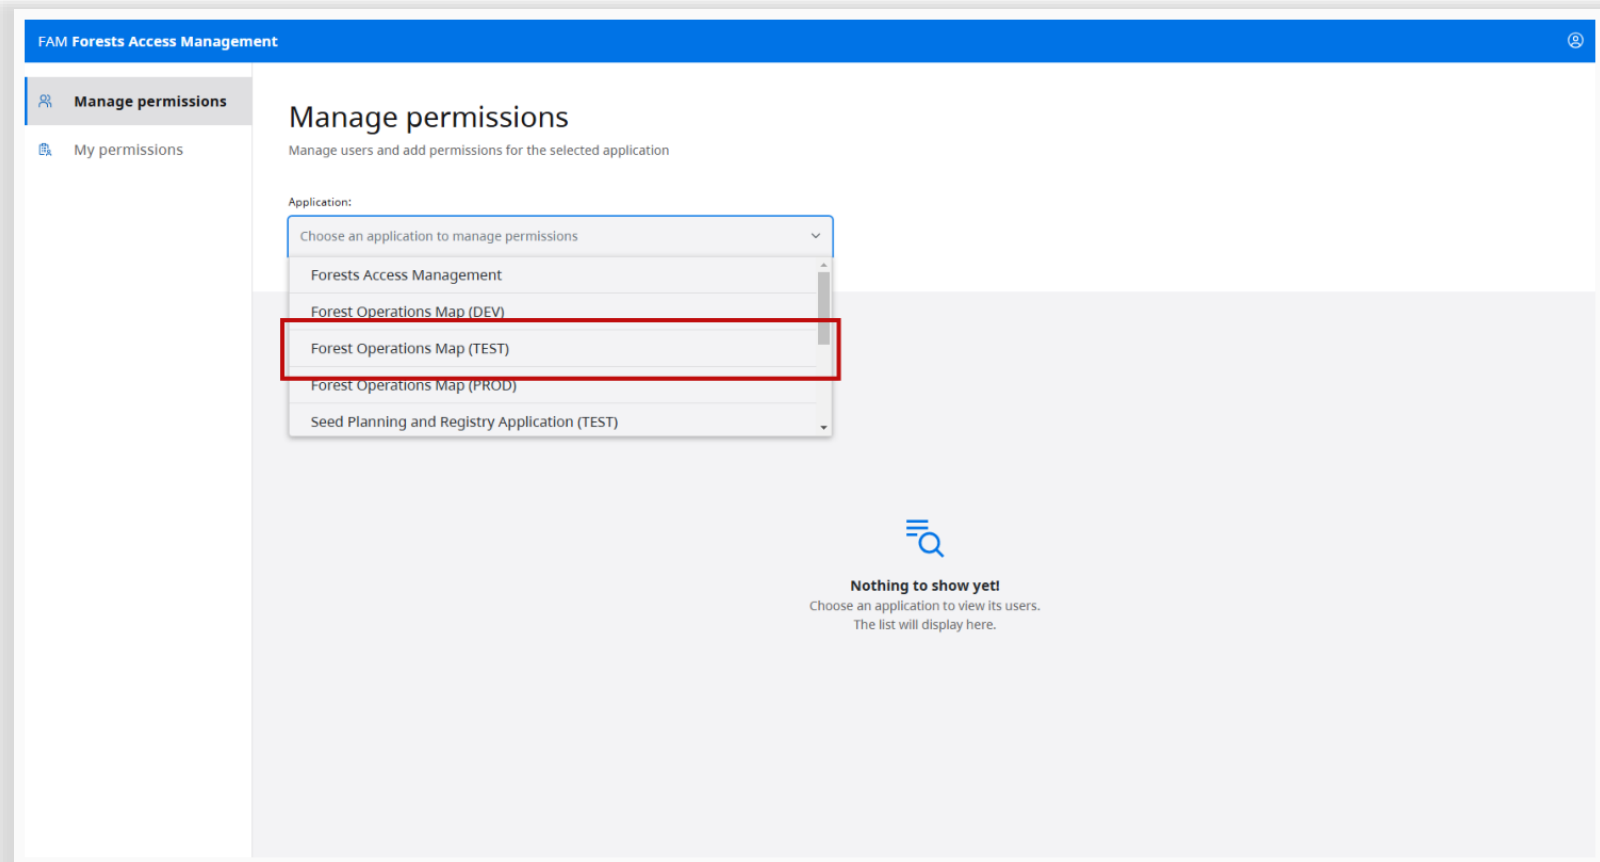 FAM Forests Access Management
Manage permissions
My permissions
Manage permissions
Manage users and add permissions for the selected application
Application:
Choose an application to manage permissions
Forests Access Management
Forest Operations Map (DEV)
Forest Operations Map (TEST)
Forest Operations Map (PROD)
Seed Planning and Registry Application (TEST)
Nothing to show yet!
Choose an application to view its users.
The list will display here.